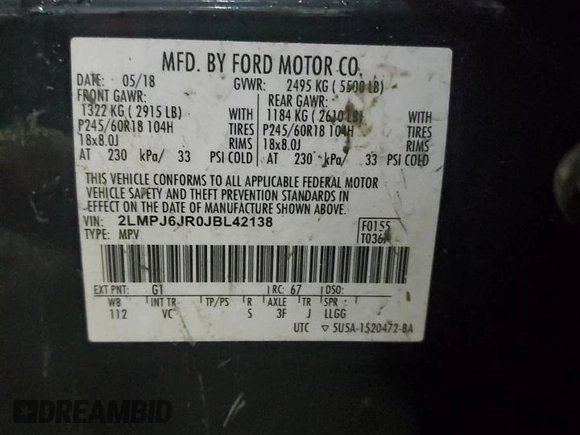 MFD. BY FORD MOTOR CO.
DATE: 05/18 GVWR: 2495 KG ( 5500 LB)
FRONT GAWR: REAR GAWR:
1322 KG ( 2915 LB) 1184 KG ( 2610 LB)
P245/60R18 104H TIRES P245/60R18 104H TIRES
18x8.0J RIMS 18x8.0J RIMS
AT 230 kPa/ 33 PSI COLD AT 230 kPa/ 33 PSI COLD
THIS VEHICLE CONFORMS TO ALL APPLICABLE FEDERAL MOTOR
VEHICLE SAFETY AND THEFT PREVENTION STANDARDS IN
EFFECT ON THE DATE OF MANUFACTURE SHOWN ABOVE.
VIN: 2LMPJ6JR0JBL42138 F0155
TYPE: MPV T0367
EXT PNT: G1 RC: 67 DSO:
WB INT TR TP/PS R AXLE TR SPR
112 VC S 3F J LLGG
UTC ▽ 5U5A-1520472-BA
DREAMBID